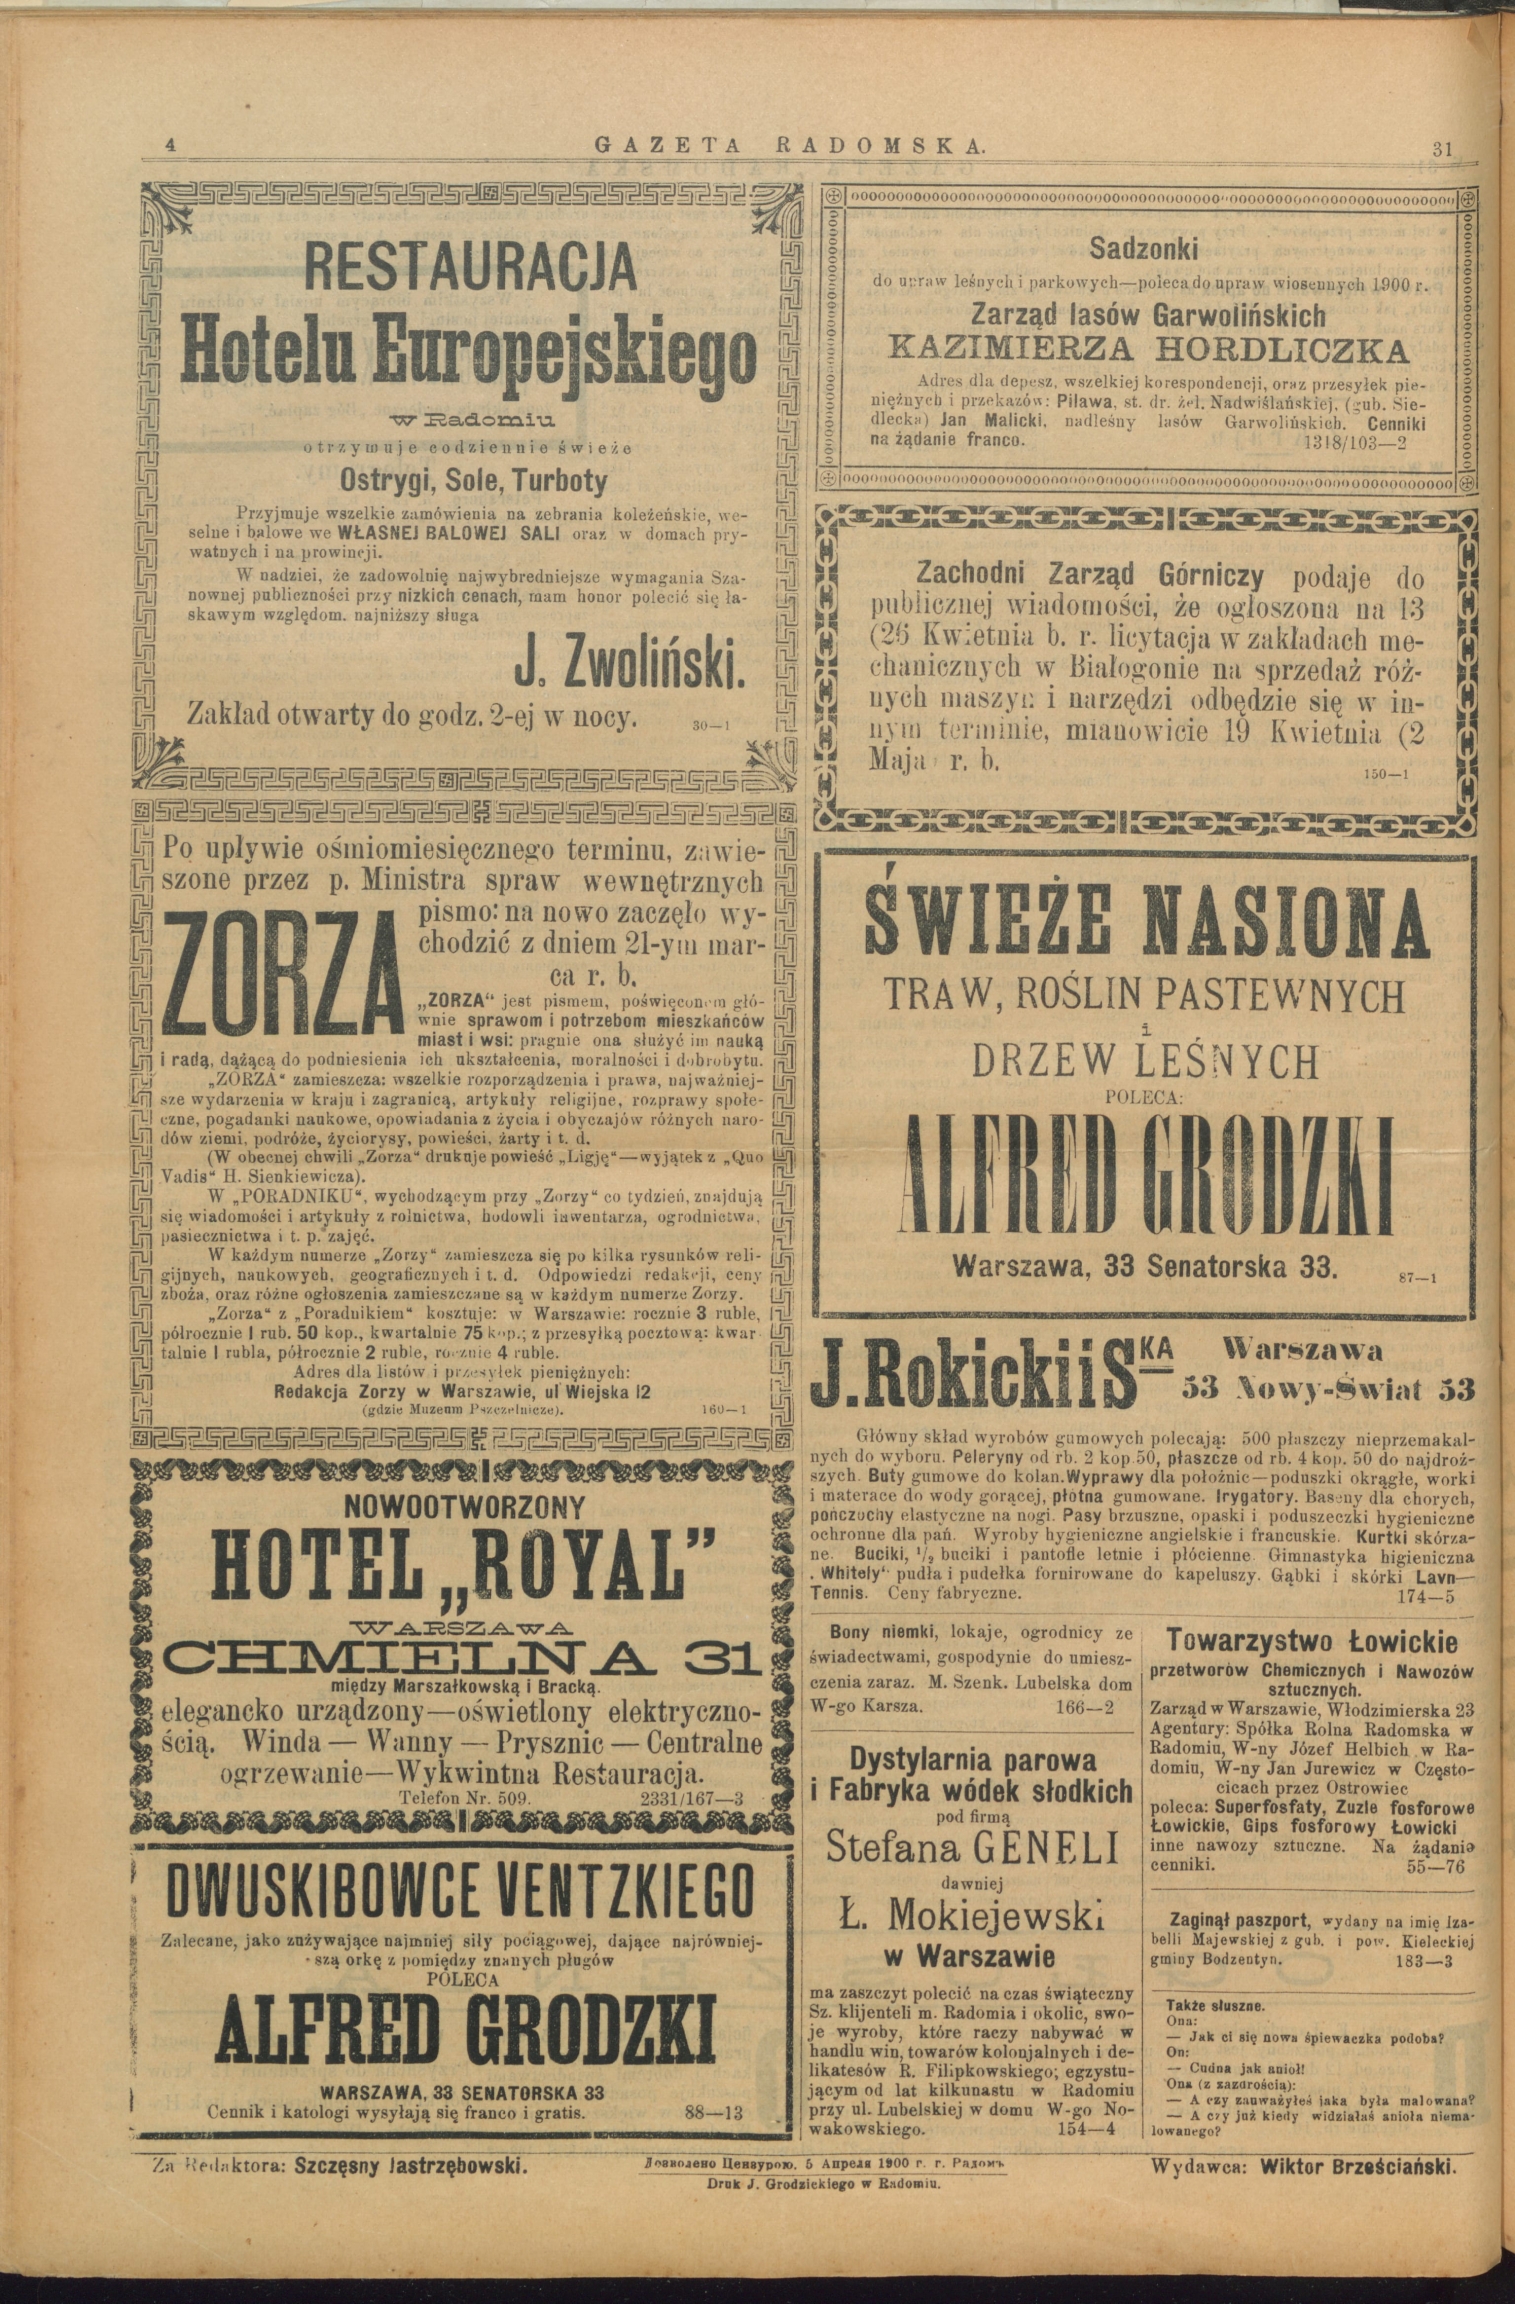 4
GAZETA RADOMSKA.
31
RESTAURACJA
Hotelu Europejskiego
w Radomiu
otrzymuje codziennie świeże
Ostrygi, Sole, Turboty
Przyjmuje wszelkie zamówienia na zebrania koleżeńskie, we-
selne i balowe we WŁASNEJ BALOWEJ SALI oraz w domach pry-
watnych i na prowincji.
W nadziei, że zadowolnię najwybredniejsze wymagania Sza-
nownej publiczności przy nizkich cenach, mam honor polecić się ła-
skawym względom. najniższy sługa
J. Zwoliński.
Zakład otwarty do godz. 2-ej w nocy. 30—1
Po upływie ośmiomiesięcznego terminu, zawie-
szone przez p. Ministra spraw wewnętrznych
ZORZA
pismo: na nowo zaczęło wy-
chodzić z dniem 21-ym mar-
ca r. b.
„ZORZA“ jest pismem, poświęconem głó-
wnie sprawom i potrzebom mieszkańców
miast i wsi: pragnie ona służyć im nauką
i radą, dążącą do podniesienia ich ukształcenia, moralności i dobrobytu.
„ZORZA“ zamieszcza: wszelkie rozporządzenia i prawa, najważniej-
sze wydarzenia w kraju i zagranicą, artykuły religijne, rozprawy społe-
czne, pogadanki naukowe, opowiadania z życia i obyczajów różnych naro-
dów ziemi, podróże, życiorysy, powieści, żarty i t. d.
(W obecnej chwili „Zorza“ drukuje powieść „Ligję“—wyjątek z „Quo
Vadis“ H. Sienkiewicza).
W „PORADNIKU“, wychodzącym przy „Zorzy“ co tydzień, znajdują
się wiadomości i artykuły z rolnictwa, hodowli inwentarza, ogrodnictwa,
pasiecznictwa i t. p. zajęć.
W każdym numerze „Zorzy“ zamieszcza się po kilka rysunków reli-
gijnych, naukowych, geograficznych i t. d. Odpowiedzi redakcji, ceny
zboża, oraz różne ogłoszenia zamieszczane są w każdym numerze Zorzy.
„Zorza“ z „Poradnikiem“ kosztuje: w Warszawie: rocznie 3 ruble,
półrocznie 1 rub. 50 kop., kwartalnie 75 kop.; z przesyłką pocztową: kwar-
talnie 1 rubla, półrocznie 2 ruble, rocznie 4 ruble.
Adres dla listów i przesyłek pieniężnych:
Redakcja Zorzy w Warszawie, ul Wiejska 12
(gdzie Muzeum Pszczelnicze). 160—1
NOWOOTWORZONY
HOTEL „ROYAL”
WARSZAWA
CHMIELNA 31
między Marszałkowską i Bracką.
elegancko urządzony—oświetlony elektryczno-
ścią. Winda — Wanny — Prysznic — Centralne
ogrzewanie—Wykwintna Restauracja.
Telefon Nr. 509. 2331/167—3
DWUSKIBOWCE VENTZKIEGO
Zalecane, jako zużywające najmniej siły pociągowej, dające najrówniej-
szą orkę z pomiędzy znanych pługów
POLECA
ALFRED GRODZKI
WARSZAWA, 33 SENATORSKA 33
Cennik i katologi wysyłają się franco i gratis. 88—13
Sadzonki
do upraw leśnych i parkowych—poleca do upraw wiosennych 1900 r.
Zarząd lasów Garwolińskich
KAZIMIERZA HORDLICZKA
Adres dla depesz, wszelkiej korespondencji, oraz przesyłek pie-
niężnych i przekazów: Pilawa, st. dr. żel. Nadwiślańskiej, (gub. Sie-
dlecka) Jan Malicki, nadleśny lasów Garwolińskich. Cenniki
na żądanie franco. 1318/103—2
Zachodni Zarząd Górniczy podaje do
publicznej wiadomości, że ogłoszona na 13
(26 Kwietnia b. r. licytacja w zakładach me-
chanicznych w Białogonie na sprzedaż róż-
nych maszyn i narzędzi odbędzie się w in-
nym terminie, mianowicie 19 Kwietnia (2
Maja r. b. 150—1
ŚWIEŻE NASIONA
TRAW, ROŚLIN PASTEWNYCH
i
DRZEW LEŚNYCH
POLECA:
ALFRED GRODZKI
Warszawa, 33 Senatorska 33. 87—1
J. Rokicki i SKA Warszawa
53 Nowy-Świat 53
Główny skład wyrobów gumowych polecają: 500 płaszczy nieprzemakal-
nych do wyboru. Peleryny od rb. 2 kop 50, płaszcze od rb. 4 kop. 50 do najdroż-
szych. Buty gumowe do kolan. Wyprawy dla położnic—poduszki okrągłe, worki
i materace do wody gorącej, płótna gumowane. Irygatory. Baseny dla chorych,
pończochy elastyczne na nogi. Pasy brzuszne, opaski i poduszeczki hygieniczne
ochronne dla pań. Wyroby hygieniczne angielskie i francuskie. Kurtki skórza-
ne. Buciki, 1/2 buciki i pantofle letnie i płócienne. Gimnastyka higieniczna
„Whitely“ pudła i pudełka fornirowane do kapeluszy. Gąbki i skórki Lavn—
Tennis. Ceny fabryczne. 174—5
Bony niemki, lokaje, ogrodnicy ze
świadectwami, gospodynie do umiesz-
czenia zaraz. M. Szenk. Lubelska dom
W-go Karsza. 166—2
Dystylarnia parowa
i Fabryka wódek słodkich
pod firmą
Stefana GENELI
dawniej
Ł. Mokiejewski
w Warszawie
ma zaszczyt polecić na czas świąteczny
Sz. klijenteli m. Radomia i okolic, swo-
je wyroby, które raczy nabywać w
handlu win, towarów kolonjalnych i de-
likatesów R. Filipkowskiego; egzystu-
jącym od lat kilkunastu w Radomiu
przy ul. Lubelskiej w domu W-go No-
wakowskiego. 154—4
Towarzystwo Łowickie
przetworów Chemicznych i Nawozów
sztucznych.
Zarząd w Warszawie, Włodzimierska 23
Agentury: Spółka Rolna Radomska w
Radomiu, W-ny Józef Helbich w Ra-
domiu, W-ny Jan Jurewicz w Często-
cicach przez Ostrowiec
poleca: Superfosfaty, Zuzle fosforowe
Łowickie, Gips fosforowy Łowicki
inne nawozy sztuczne. Na żądanie
cenniki. 55—76
Zaginął paszport, wydany na imię Iza-
belli Majewskiej z gub. i pow. Kieleckiej
gminy Bodzentyn. 183—3
Także słuszne.
Ona:
— Jak ci się nowa śpiewaczka podoba?
On:
— Cudna jak anioł!
Ona (z zazdrością):
— A czy zauważyłeś jaka była malowana?
— A czy już kiedy widziałaś anioła niema-
lowanego?
Za Redaktora: Szczęsny Jastrzębowski.
Дозволено Цензурою, 5 Апреля 1900 г. г. Радомъ
Druk J. Grodzickiego w Radomiu.
Wydawca: Wiktor Brześciański.